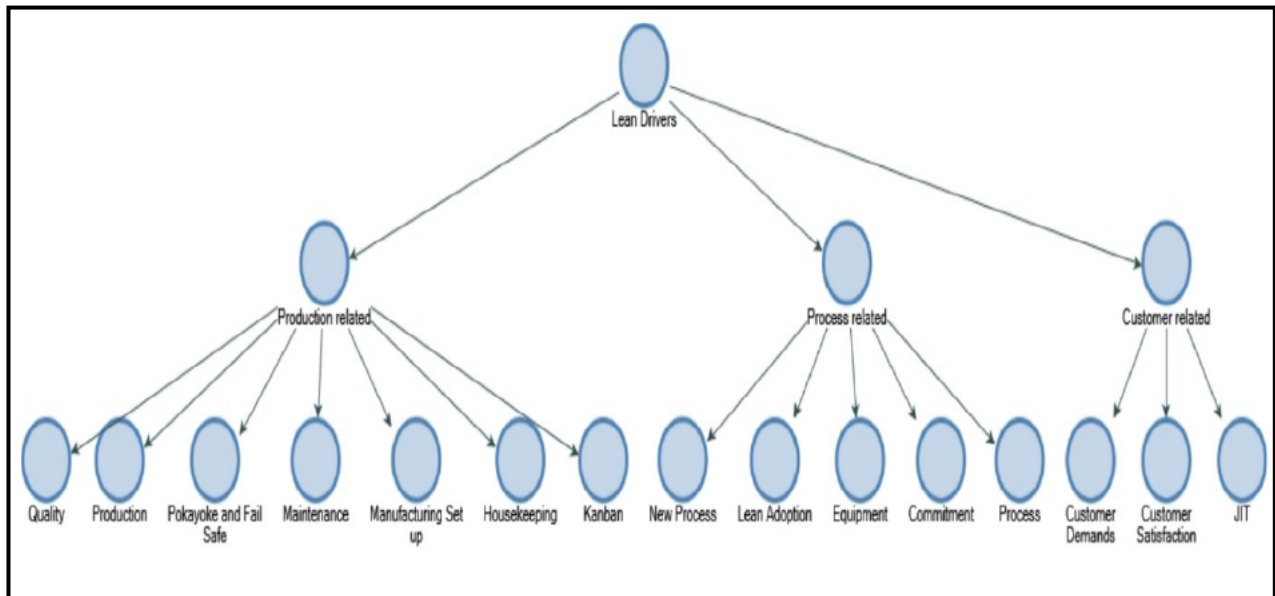 Lean Drivers
Production related
Process related
Customer related
Quality
Production
Pokayoke and Fail
Safe
Maintenance
Manufacturing Set
up
Housekeeping
Kanban
New Process
Lean Adoption
Equipment
Commitment
Process
Customer
Demands
Customer
Satisfaction
JIT